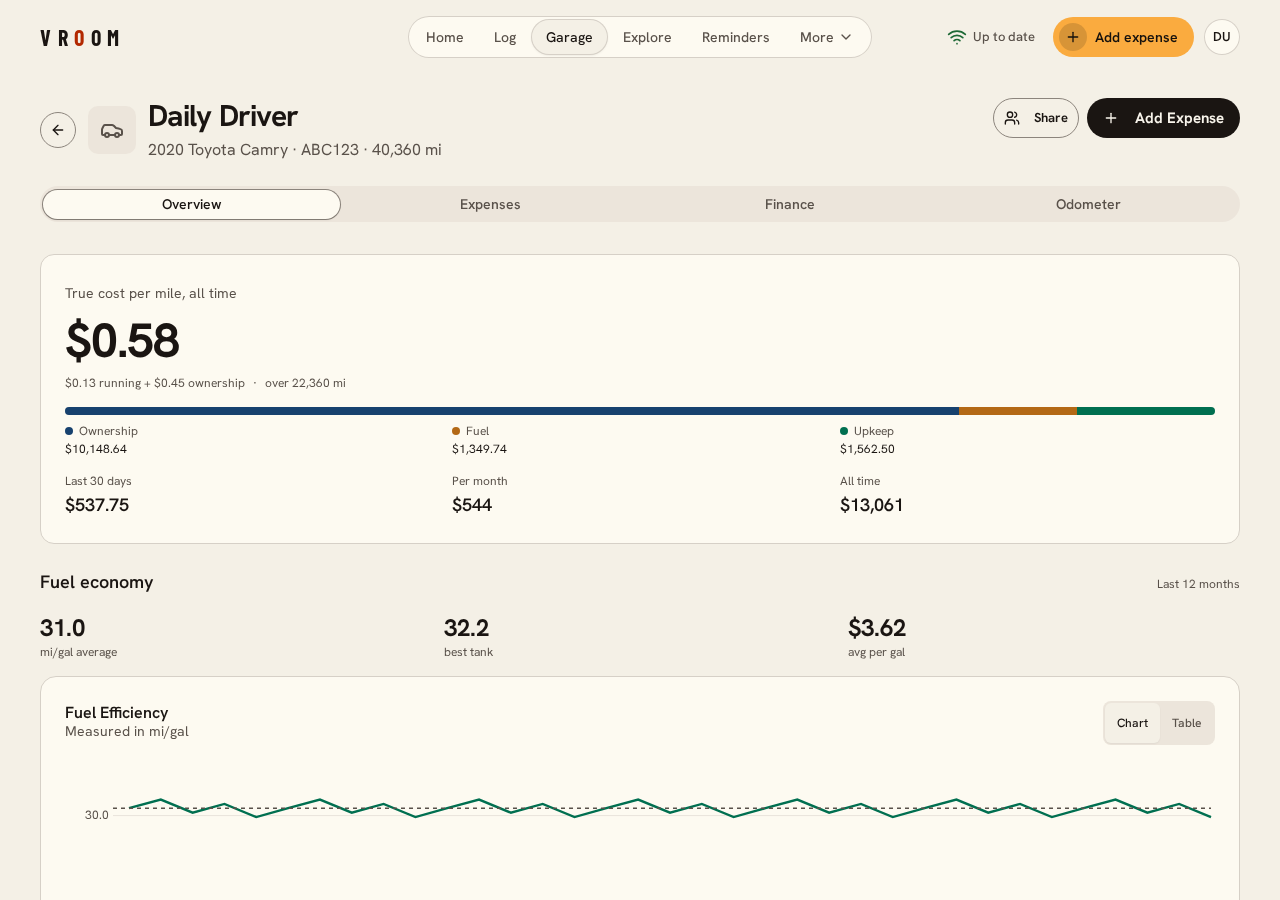 VROOM
Home Log Garage Explore Reminders More
Up to date
Add expense
DU
Daily Driver
2020 Toyota Camry · ABC123 · 40,360 mi
Share
Add Expense
Overview Expenses Finance Odometer
True cost per mile, all time
$0.58
$0.13 running + $0.45 ownership · over 22,360 mi
Ownership Fuel Upkeep
$10,148.64 $1,349.74 $1,562.50
Last 30 days Per month All time
$537.75 $544 $13,061
Fuel economy Last 12 months
31.0 32.2 $3.62
mi/gal average best tank avg per gal
Fuel Efficiency
Measured in mi/gal
Chart Table
30.0